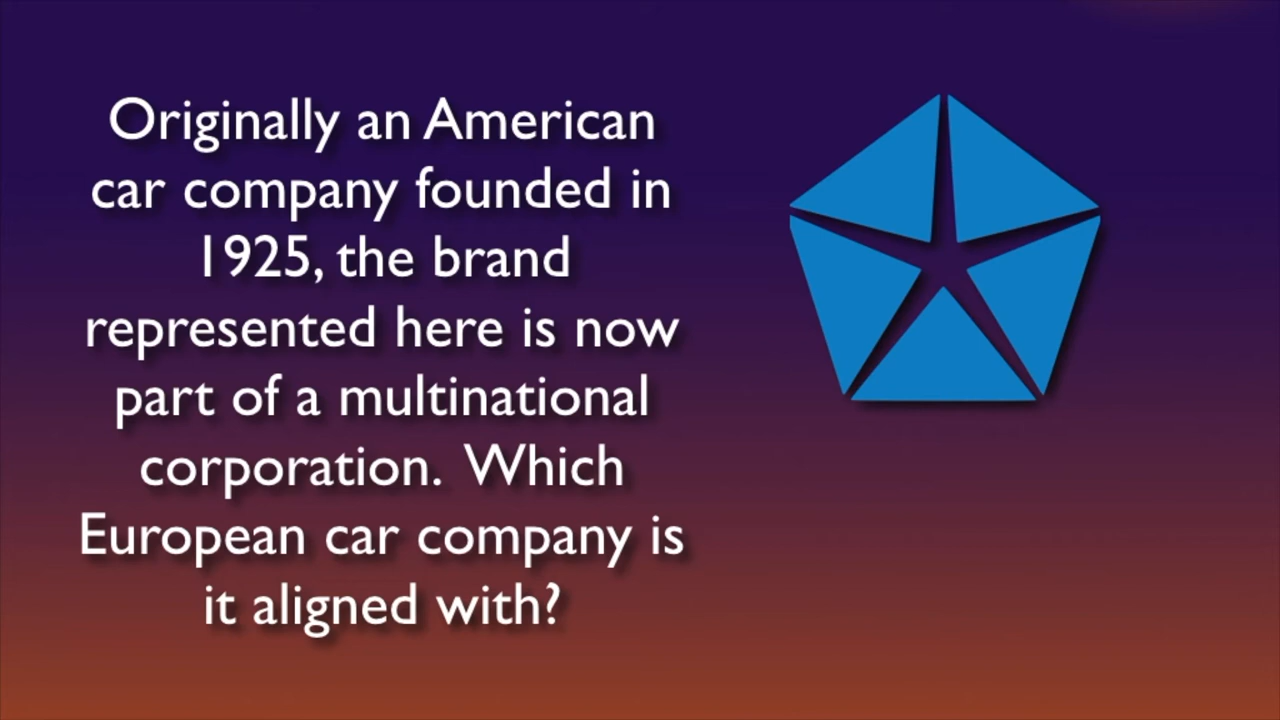 Originally an American
car company founded in
1925, the brand
represented here is now
part of a multinational
corporation.  Which
European car company is
it aligned with?